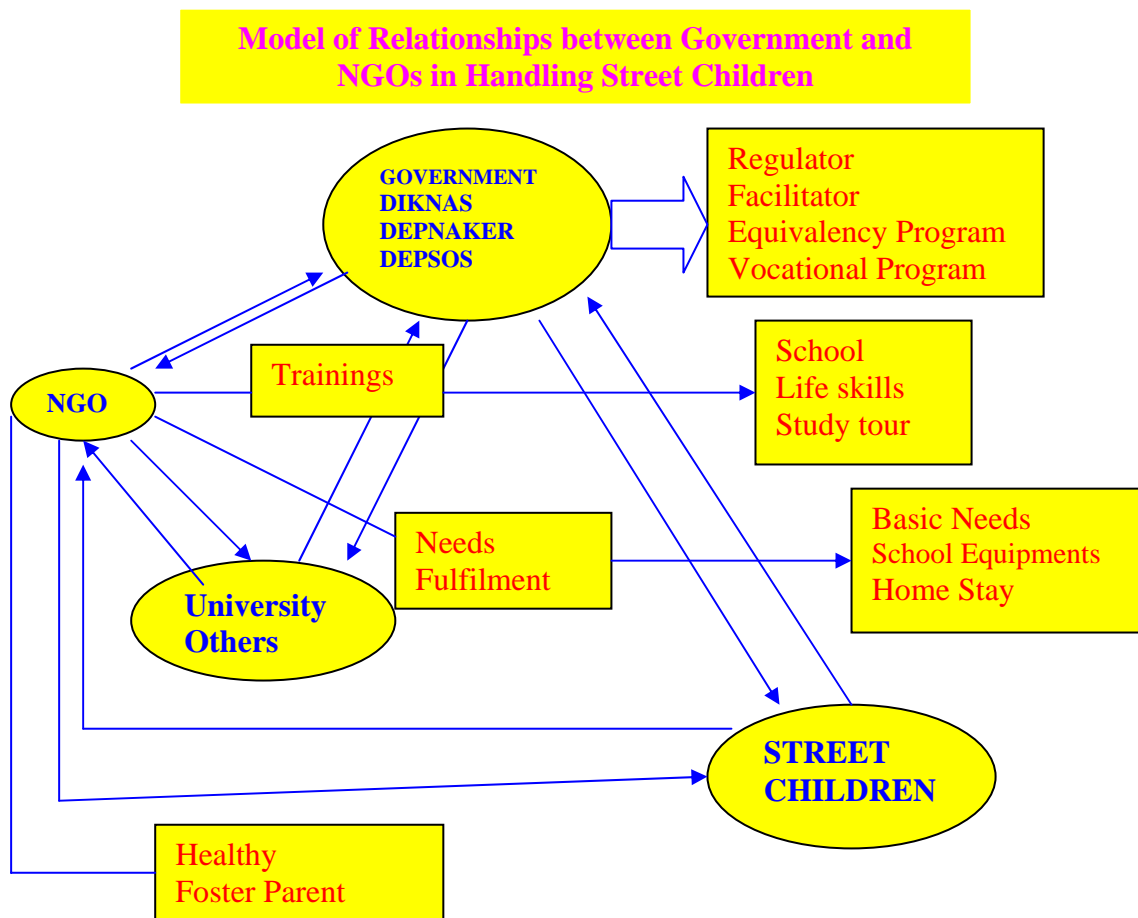 Model of Relationships between Government and
NGOs in Handling Street Children
GOVERNMENT
DIKNAS
DEPNAKER
DEPSOS
Regulator
Facilitator
Equivalency Program
Vocational Program
Trainings
School
Life skills
Study tour
NGO
Needs
Fulfilment
Basic Needs
School Equipments
Home Stay
University
Others
STREET
CHILDREN
Healthy
Foster Parent